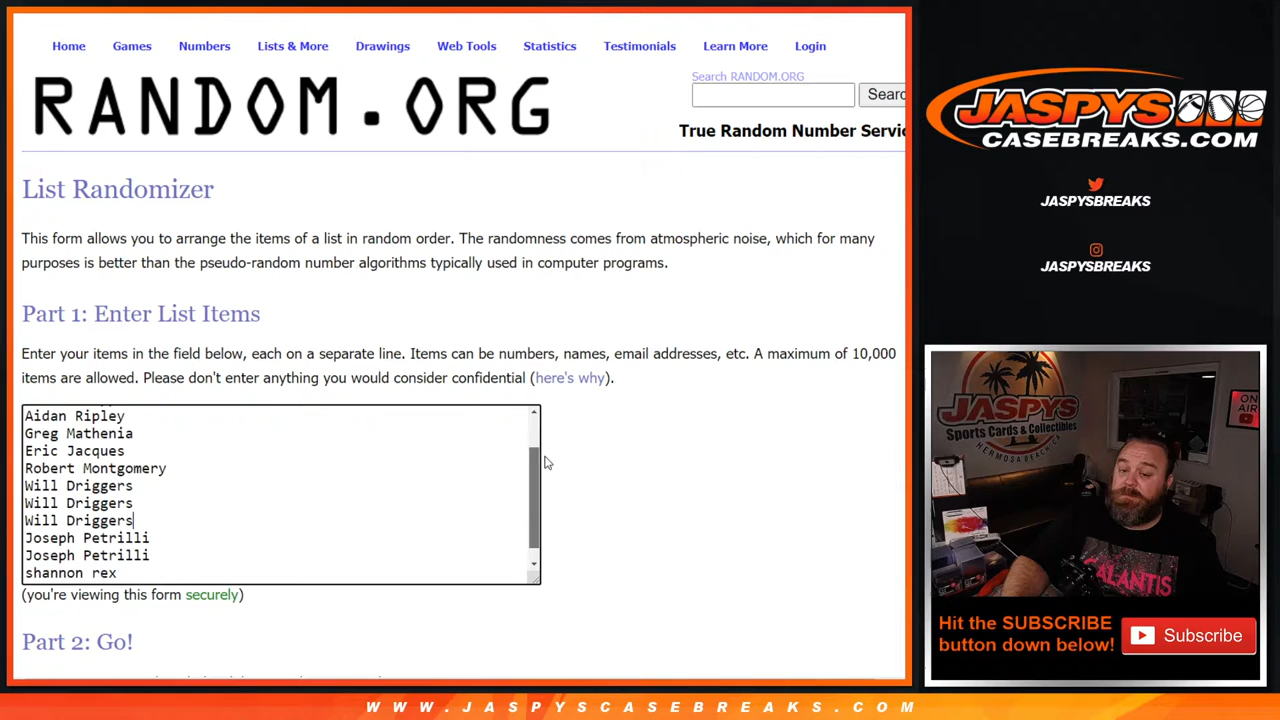 Home Games Numbers Lists & More Drawings Web Tools Statistics Testimonials Learn More Login
RANDOM.ORG
Search RANDOM.ORG
True Random Number
List Randomizer
This form allows you to arrange the items of a list in random order. The randomness comes from atmospheric noise, which for many
purposes is better than the pseudo-random number algorithms typically used in computer programs.
Part 1: Enter List Items
Enter your items in the field below, each on a separate line. Items can be numbers, names, email addresses, etc. A maximum of 10,000
items are allowed. Please don't enter anything you would consider confidential (here's why).
Aidan Ripley
Greg Mathenia
Eric Jacques
Robert Montgomery
Will Driggers
Will Driggers
Will Driggers
Joseph Petrilli
Joseph Petrilli
shannon rex
(you're viewing this form securely)
Part 2: Go!
JASPYS
CASEBREAKS.COM
JASPYSBREAKS
JASPYSBREAKS
JASPYS
Sports Cards & Collectibles
HERMOSA BEACH, CA
ON
AIR
GALANTIS
Hit the SUBSCRIBE
button down below!
Subscribe
WWW.JASPYSCASEBREAKS.COM